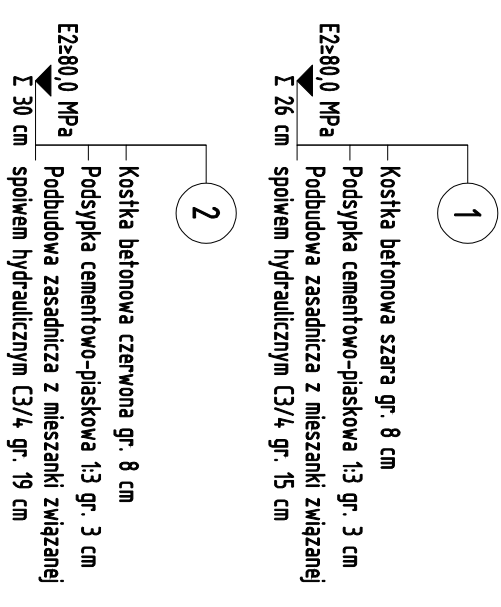 1
Kostka betonowa szara gr. 8 cm
Podsypka cementowo-piaskowa 1:3 gr. 3 cm
Podbudowa zasadnicza z mieszanki związanej
spoiwem hydraulicznym C3/4 gr. 15 cm
E2≥80,0 MPa
Σ 26 cm
2
Kostka betonowa czerwona gr. 8 cm
Podsypka cementowo-piaskowa 1:3 gr. 3 cm
Podbudowa zasadnicza z mieszanki związanej
spoiwem hydraulicznym C3/4 gr. 19 cm
E2≥80,0 MPa
Σ 30 cm